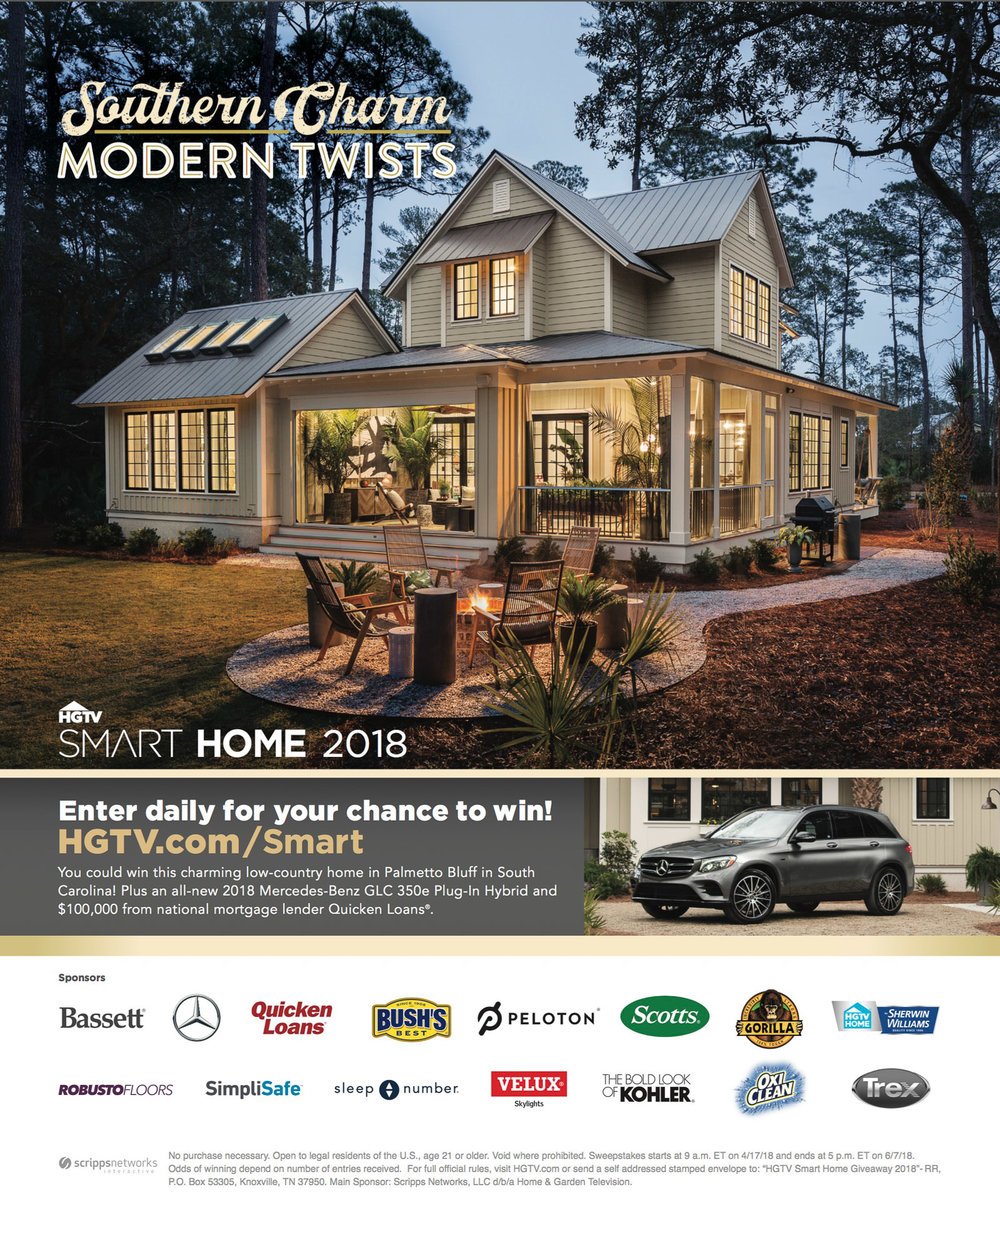 Southern Charm
MODERN TWISTS
HGTV
SMART HOME 2018
Enter daily for your chance to win!
HGTV.com/Smart
You could win this charming low-country home in Palmetto Bluff in South
Carolina! Plus an all-new 2018 Mercedes-Benz GLC 350e Plug-In Hybrid and
$100,000 from national mortgage lender Quicken Loans®.
Sponsors
Bassett®
Quicken
Loans®
SINCE 1908
BUSH'S
BEST
PELOTON®
Scotts®
GORILLA
HGTV
HOME
BY SHERWIN
WILLIAMS
ROBUSTOFLOORS
SimpliSafe
sleep number®
VELUX®
Skylights
THE BOLD LOOK
OF KOHLER®
OXI
CLEAN
Trex
scrippsnetworks
interactive
No purchase necessary. Open to legal residents of the U.S., age 21 or older. Void where prohibited. Sweepstakes starts at 9 a.m. ET on 4/17/18 and ends at 5 p.m. ET on 6/7/18.
Odds of winning depend on number of entries received. For full official rules, visit HGTV.com or send a self addressed stamped envelope to: "HGTV Smart Home Giveaway 2018"- RR,
P.O. Box 53305, Knoxville, TN 37950. Main Sponsor: Scripps Networks, LLC d/b/a Home & Garden Television.